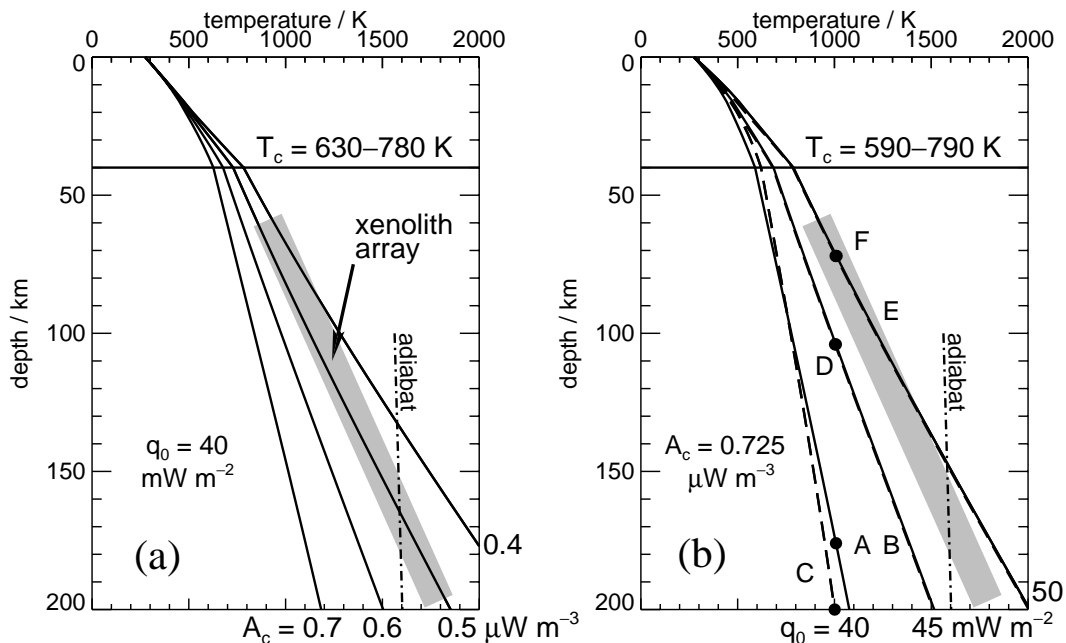 temperature / K
0 500 1000 1500 2000
0
50
100
150
200
depth / km
T_c = 630–780 K
xenolith
array
adiabat
q_0 = 40
mW m^−2
(a)
0.4
A_c = 0.7 0.6 0.5 μW m^−3
temperature / K
0 500 1000 1500 2000
0
50
100
150
200
depth / km
T_c = 590–790 K
F
E
D
adiabat
A_c = 0.725
μW m^−3
(b)
C
A B
50
q_0 = 40 45 mW m^−2